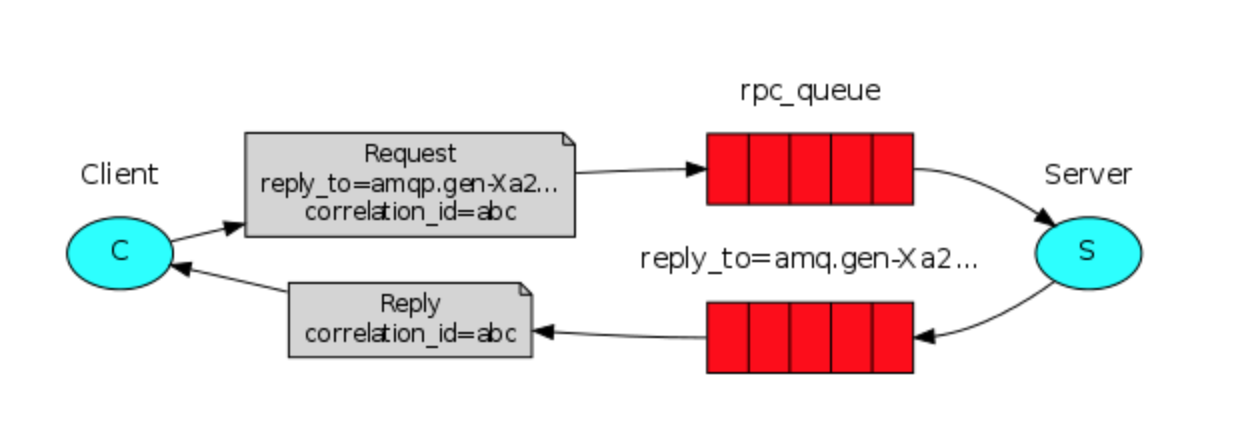 rpc_queue
Client
Request
reply_to=amqp.gen-Xa2...
correlation_id=abc
Server
C
S
reply_to=amq.gen-Xa2...
Reply
correlation_id=abc